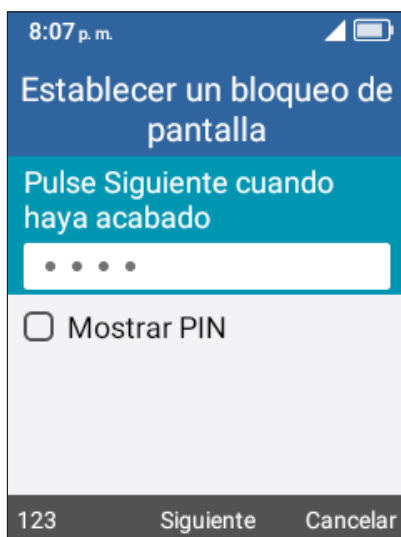 8:07 p. m.
Establecer un bloqueo de
pantalla
Pulse Siguiente cuando
haya acabado
• • • •
Mostrar PIN
123 Siguiente Cancelar